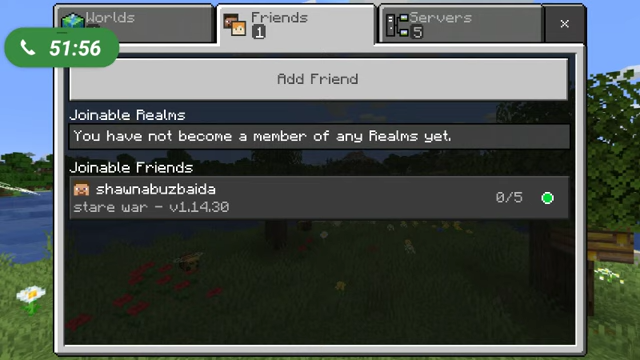 Worlds
Friends
1
Servers
5
51:56
Add Friend
Joinable Realms
You have not become a member of any Realms yet.
Joinable Friends
shawnabuzbaida
0/5
stare war - v1.14.30